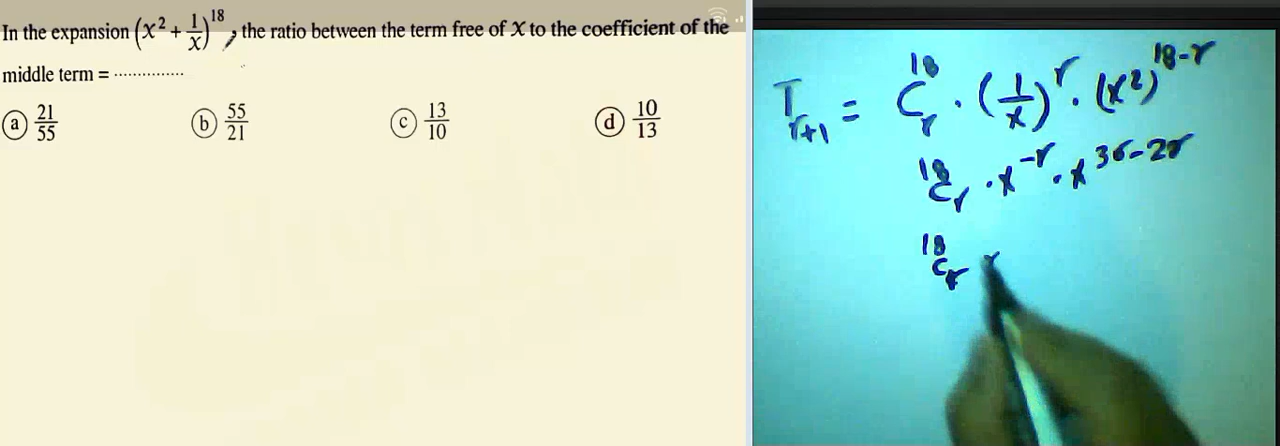 In the expansion (x² + 1/x)¹⁸, the ratio between the term free of x to the coefficient of the
middle term = ...............
(a) 21/55 (b) 55/21 (c) 13/10 (d) 10/13
T_{r+1} = ¹⁸C_r · (1/x)^r · (x²)^{18-r}
¹⁸C_r · x^{-r} · x^{36-2r}
¹⁸C_r x